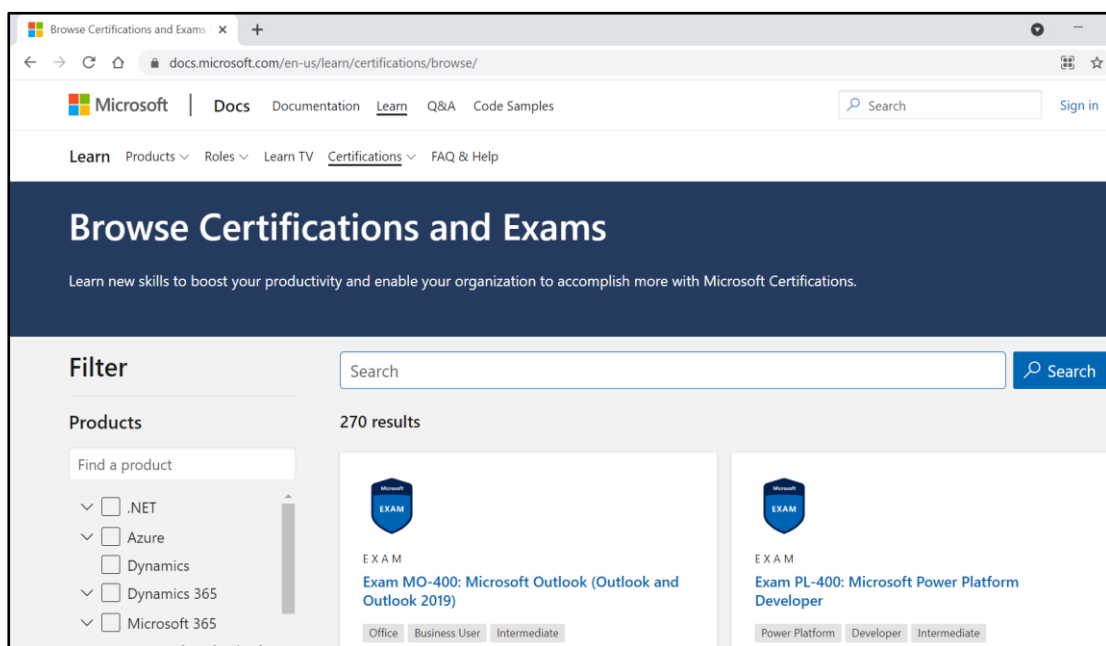 Browse Certifications and Exams
docs.microsoft.com/en-us/learn/certifications/browse/
Microsoft Docs Documentation Learn Q&A Code Samples Search Sign in
Learn Products Roles Learn TV Certifications FAQ & Help
Browse Certifications and Exams
Learn new skills to boost your productivity and enable your organization to accomplish more with Microsoft Certifications.
Filter
Search
Search
Products
270 results
Find a product
.NET
Azure
Dynamics
Dynamics 365
Microsoft 365
Microsoft
EXAM
EXAM
Exam MO-400: Microsoft Outlook (Outlook and
Outlook 2019)
Office Business User Intermediate
Microsoft
EXAM
EXAM
Exam PL-400: Microsoft Power Platform
Developer
Power Platform Developer Intermediate